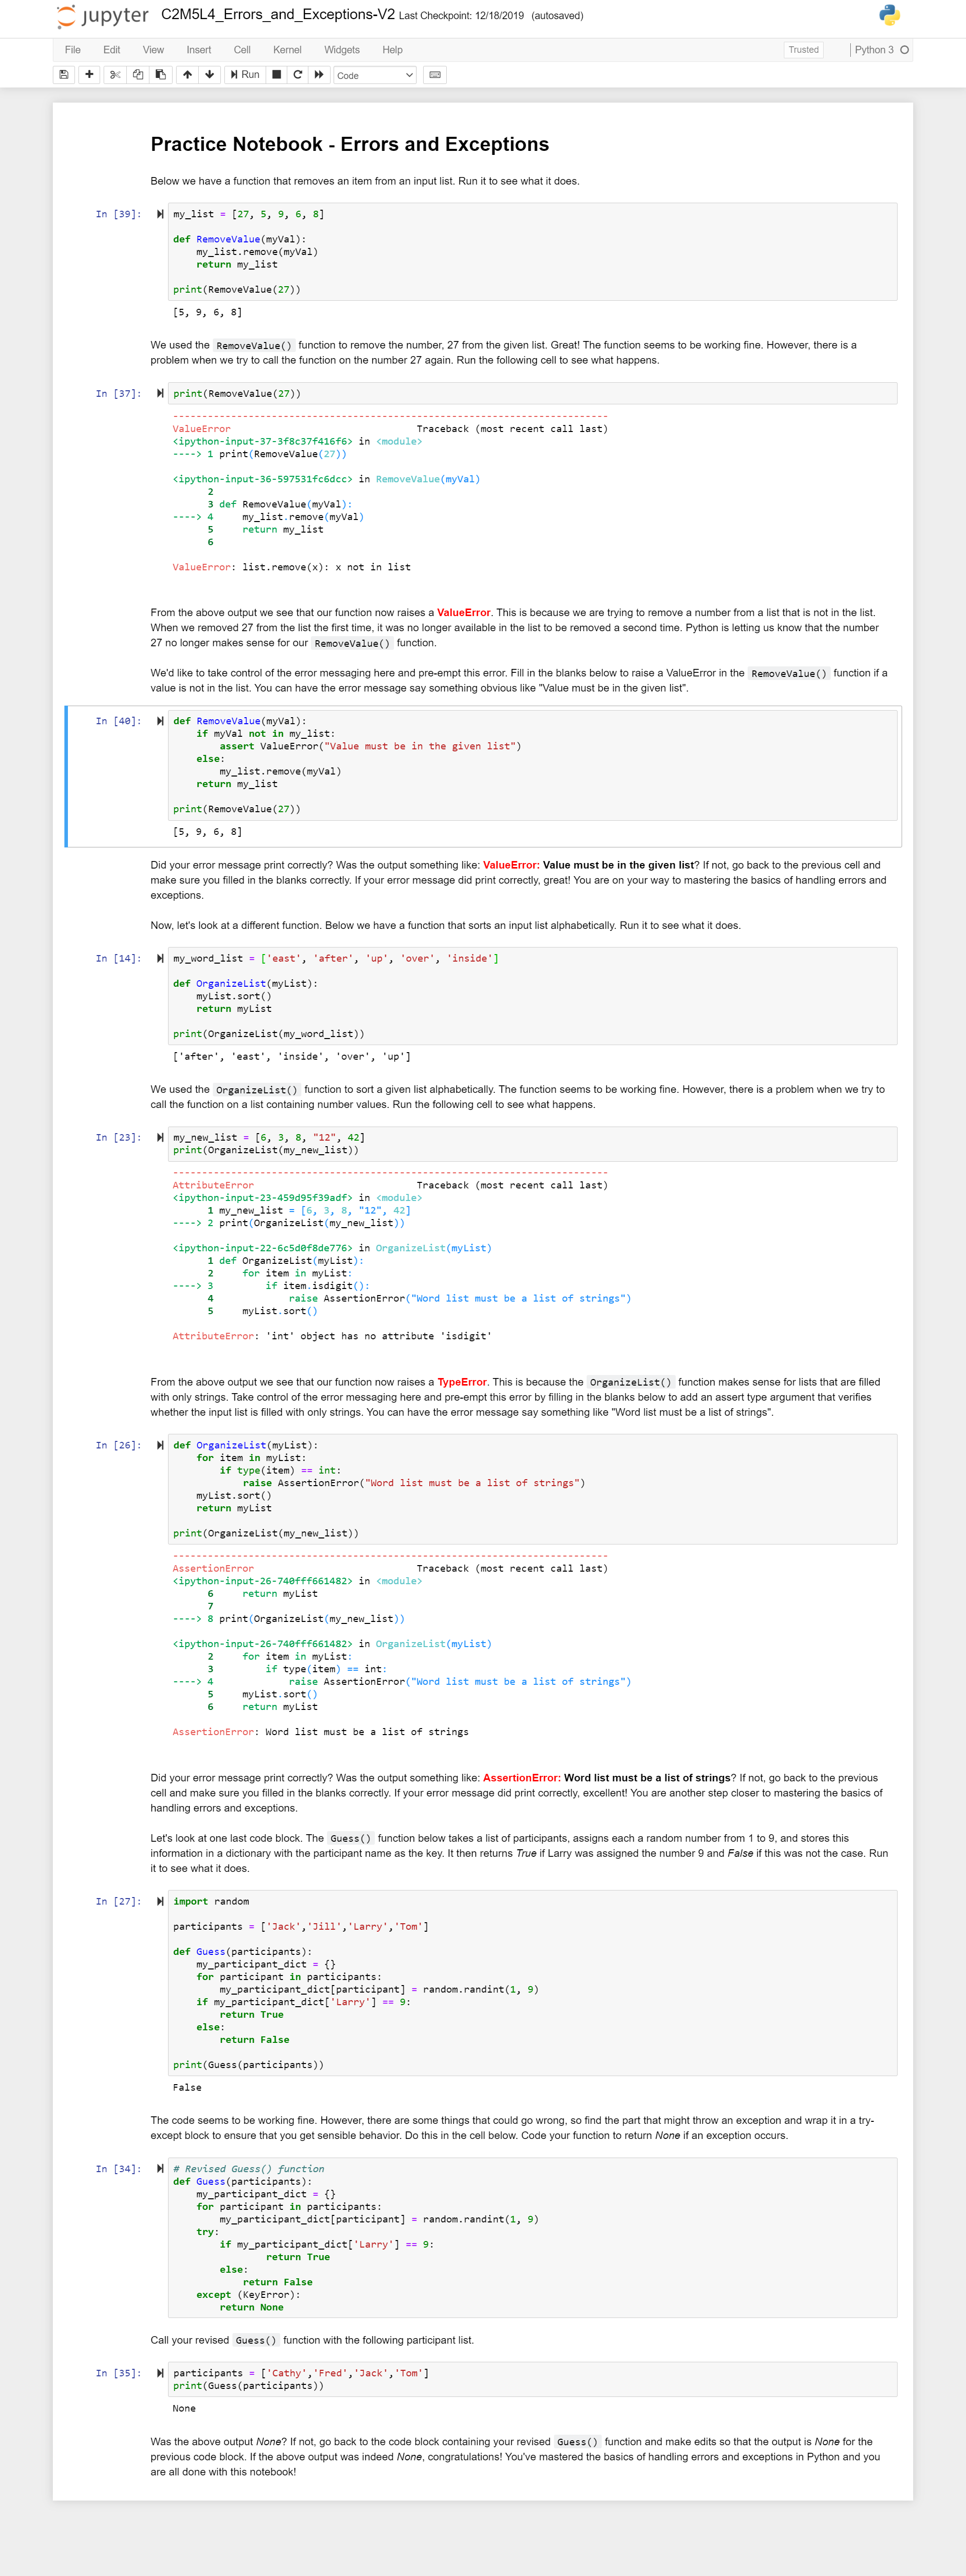 jupyter C2M5L4_Errors_and_Exceptions-V2 Last Checkpoint: 12/18/2019 (autosaved)
File Edit View Insert Cell Kernel Widgets Help Trusted Python 3
Run Code
Practice Notebook - Errors and Exceptions
Below we have a function that removes an item from an input list. Run it to see what it does.
In [39]: my_list = [27, 5, 9, 6, 8]
def RemoveValue(myVal):
    my_list.remove(myVal)
    return my_list
print(RemoveValue(27))
[5, 9, 6, 8]
We used the RemoveValue() function to remove the number, 27 from the given list. Great! The function seems to be working fine. However, there is a
problem when we try to call the function on the number 27 again. Run the following cell to see what happens.
In [37]: print(RemoveValue(27))
---------------------------------------------------------------------------
ValueError                                Traceback (most recent call last)
<ipython-input-37-3f8c37f416f6> in <module>
----> 1 print(RemoveValue(27))
<ipython-input-36-597531fc6dcc> in RemoveValue(myVal)
      2
      3 def RemoveValue(myVal):
----> 4     my_list.remove(myVal)
      5     return my_list
      6
ValueError: list.remove(x): x not in list
From the above output we see that our function now raises a ValueError. This is because we are trying to remove a number from a list that is not in the list.
When we removed 27 from the list the first time, it was no longer available in the list to be removed a second time. Python is letting us know that the number
27 no longer makes sense for our RemoveValue() function.
We'd like to take control of the error messaging here and pre-empt this error. Fill in the blanks below to raise a ValueError in the RemoveValue() function if a
value is not in the list. You can have the error message say something obvious like "Value must be in the given list".
In [40]: def RemoveValue(myVal):
    if myVal not in my_list:
        assert ValueError("Value must be in the given list")
    else:
        my_list.remove(myVal)
    return my_list
print(RemoveValue(27))
[5, 9, 6, 8]
Did your error message print correctly? Was the output something like: ValueError: Value must be in the given list? If not, go back to the previous cell and
make sure you filled in the blanks correctly. If your error message did print correctly, great! You are on your way to mastering the basics of handling errors and
exceptions.
Now, let's look at a different function. Below we have a function that sorts an input list alphabetically. Run it to see what it does.
In [14]: my_word_list = ['east', 'after', 'up', 'over', 'inside']
def OrganizeList(myList):
    myList.sort()
    return myList
print(OrganizeList(my_word_list))
['after', 'east', 'inside', 'over', 'up']
We used the OrganizeList() function to sort a given list alphabetically. The function seems to be working fine. However, there is a problem when we try to
call the function on a list containing number values. Run the following cell to see what happens.
In [23]: my_new_list = [6, 3, 8, "12", 42]
print(OrganizeList(my_new_list))
---------------------------------------------------------------------------
AttributeError                            Traceback (most recent call last)
<ipython-input-23-459d95f39adf> in <module>
      1 my_new_list = [6, 3, 8, "12", 42]
----> 2 print(OrganizeList(my_new_list))
<ipython-input-22-6c5d0f8de776> in OrganizeList(myList)
      1 def OrganizeList(myList):
      2     for item in myList:
----> 3         if item.isdigit():
      4             raise AssertionError("Word list must be a list of strings")
      5     myList.sort()
AttributeError: 'int' object has no attribute 'isdigit'
From the above output we see that our function now raises a TypeError. This is because the OrganizeList() function makes sense for lists that are filled
with only strings. Take control of the error messaging here and pre-empt this error by filling in the blanks below to add an assert type argument that verifies
whether the input list is filled with only strings. You can have the error message say something like "Word list must be a list of strings".
In [26]: def OrganizeList(myList):
    for item in myList:
        if type(item) == int:
            raise AssertionError("Word list must be a list of strings")
    myList.sort()
    return myList
print(OrganizeList(my_new_list))
---------------------------------------------------------------------------
AssertionError                            Traceback (most recent call last)
<ipython-input-26-740fff661482> in <module>
      6     return myList
      7
----> 8 print(OrganizeList(my_new_list))
<ipython-input-26-740fff661482> in OrganizeList(myList)
      2     for item in myList:
      3         if type(item) == int:
----> 4             raise AssertionError("Word list must be a list of strings")
      5     myList.sort()
      6     return myList
AssertionError: Word list must be a list of strings
Did your error message print correctly? Was the output something like: AssertionError: Word list must be a list of strings? If not, go back to the previous
cell and make sure you filled in the blanks correctly. If your error message did print correctly, excellent! You are another step closer to mastering the basics of
handling errors and exceptions.
Let's look at one last code block. The Guess() function below takes a list of participants, assigns each a random number from 1 to 9, and stores this
information in a dictionary with the participant name as the key. It then returns True if Larry was assigned the number 9 and False if this was not the case. Run
it to see what it does.
In [27]: import random
participants = ['Jack','Jill','Larry','Tom']
def Guess(participants):
    my_participant_dict = {}
    for participant in participants:
        my_participant_dict[participant] = random.randint(1, 9)
    if my_participant_dict['Larry'] == 9:
        return True
    else:
        return False
print(Guess(participants))
False
The code seems to be working fine. However, there are some things that could go wrong, so find the part that might throw an exception and wrap it in a try-
except block to ensure that you get sensible behavior. Do this in the cell below. Code your function to return None if an exception occurs.
In [34]: # Revised Guess() function
def Guess(participants):
    my_participant_dict = {}
    for participant in participants:
        my_participant_dict[participant] = random.randint(1, 9)
    try:
        if my_participant_dict['Larry'] == 9:
                return True
        else:
            return False
    except (KeyError):
        return None
Call your revised Guess() function with the following participant list.
In [35]: participants = ['Cathy','Fred','Jack','Tom']
print(Guess(participants))
None
Was the above output None? If not, go back to the code block containing your revised Guess() function and make edits so that the output is None for the
previous code block. If the above output was indeed None, congratulations! You've mastered the basics of handling errors and exceptions in Python and you
are all done with this notebook!